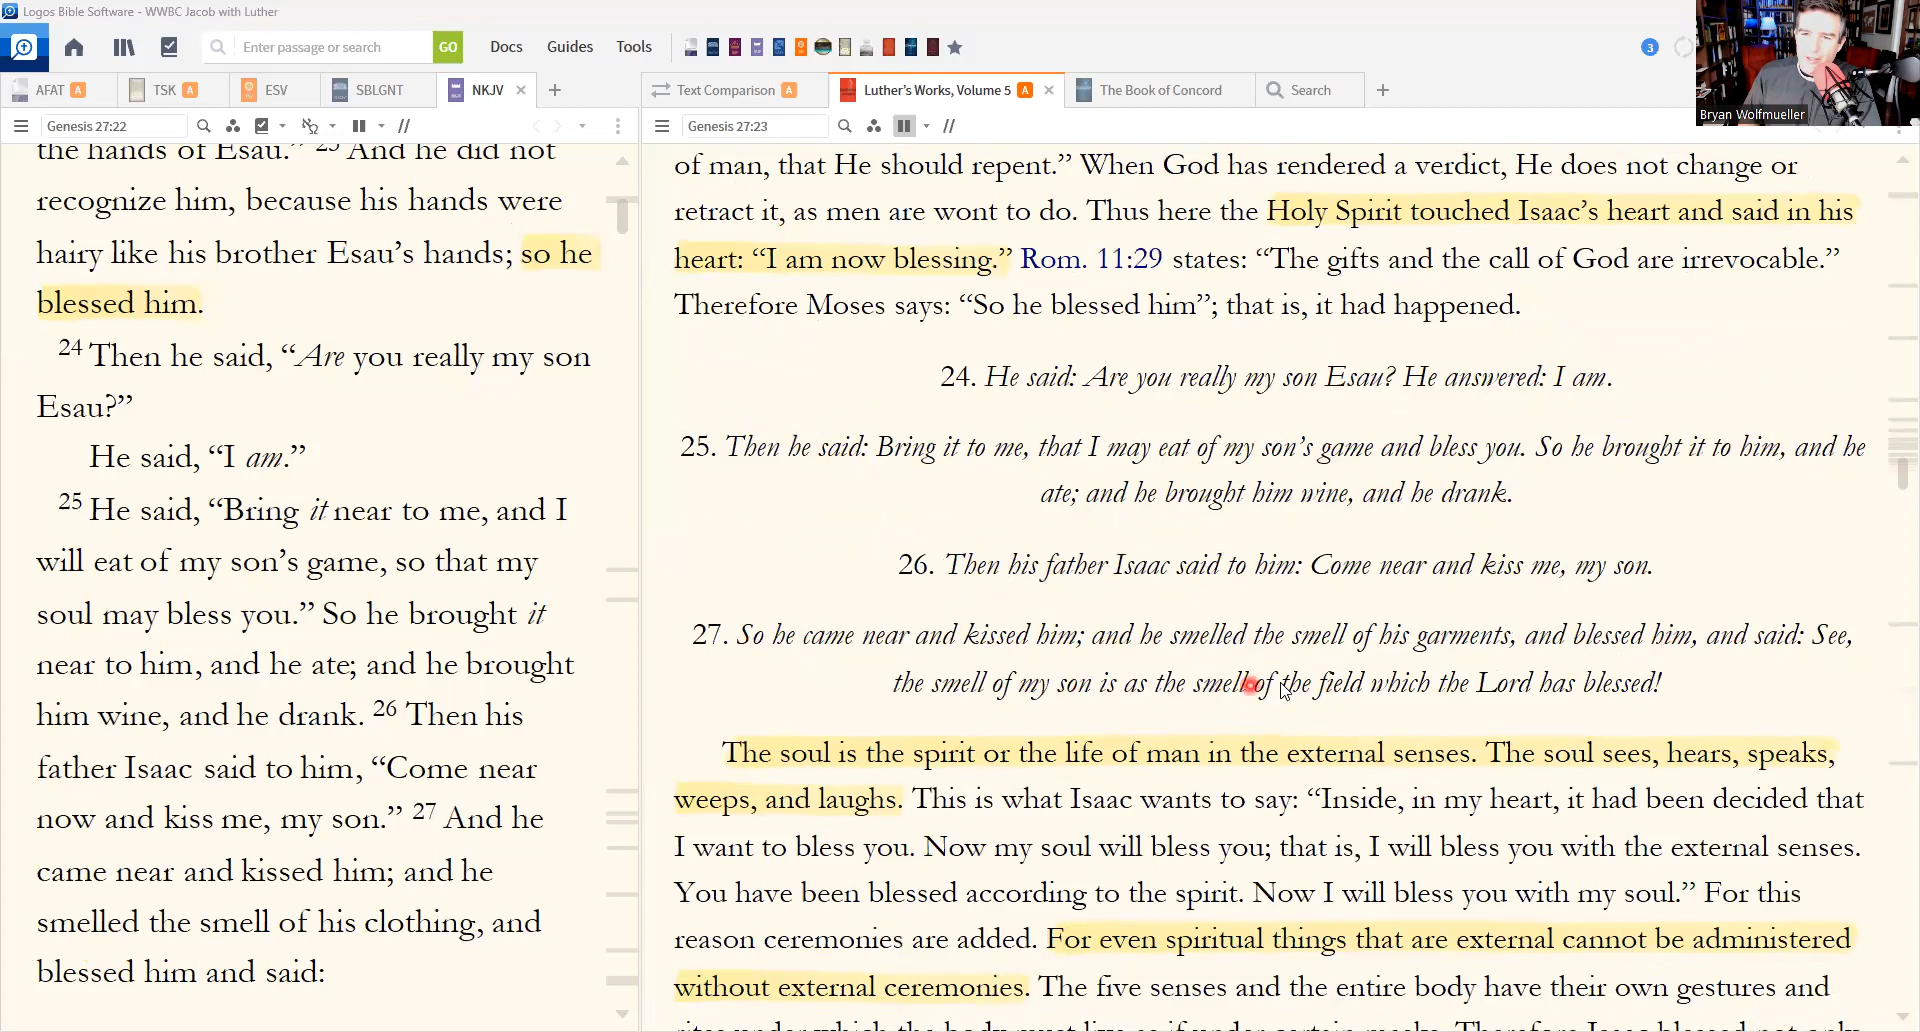 Logos Bible Software - WWBC Jacob with Luther
Enter passage or search
GO
Docs
Guides
Tools
3
Bryan Wolfmueller
AFAT A
TSK A
ESV
SBLGNT
NKJV
Text Comparison A
Luther's Works, Volume 5 A
The Book of Concord
Search
Genesis 27:22
the hands of Esau.” 23 And he did not
recognize him, because his hands were
hairy like his brother Esau’s hands; so he
blessed him.
24 Then he said, “Are you really my son
Esau?”
He said, “I am.”
25 He said, “Bring it near to me, and I
will eat of my son’s game, so that my
soul may bless you.” So he brought it
near to him, and he ate; and he brought
him wine, and he drank. 26 Then his
father Isaac said to him, “Come near
now and kiss me, my son.” 27 And he
came near and kissed him; and he
smelled the smell of his clothing, and
blessed him and said:
Genesis 27:23
of man, that He should repent.” When God has rendered a verdict, He does not change or
retract it, as men are wont to do. Thus here the Holy Spirit touched Isaac’s heart and said in his
heart: “I am now blessing.” Rom. 11:29 states: “The gifts and the call of God are irrevocable.”
Therefore Moses says: “So he blessed him”; that is, it had happened.
24. He said: Are you really my son Esau? He answered: I am.
25. Then he said: Bring it to me, that I may eat of my son’s game and bless you. So he brought it to him, and he
ate; and he brought him wine, and he drank.
26. Then his father Isaac said to him: Come near and kiss me, my son.
27. So he came near and kissed him; and he smelled the smell of his garments, and blessed him, and said: See,
the smell of my son is as the smell of the field which the Lord has blessed!
The soul is the spirit or the life of man in the external senses. The soul sees, hears, speaks,
weeps, and laughs. This is what Isaac wants to say: “Inside, in my heart, it had been decided that
I want to bless you. Now my soul will bless you; that is, I will bless you with the external senses.
You have been blessed according to the spirit. Now I will bless you with my soul.” For this
reason ceremonies are added. For even spiritual things that are external cannot be administered
without external ceremonies. The five senses and the entire body have their own gestures and